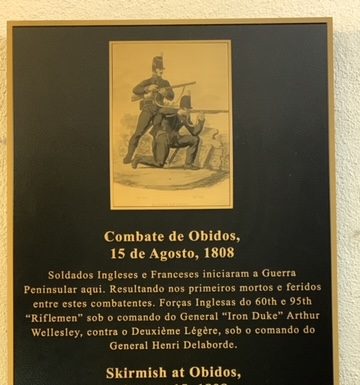 Combate de Obidos,
15 de Agosto, 1808
Soldados Ingleses e Franceses iniciaram a Guerra
Peninsular aqui. Resultando nos primeiros mortos e feridos
entre estes combatentes. Forças Inglesas do 60th e 95th
“Riflemen” sob o comando do General “Iron Duke” Arthur
Wellesley, contra o Deuxième Légère, sob o comando do
General Henri Delaborde.
Skirmish at Obidos,